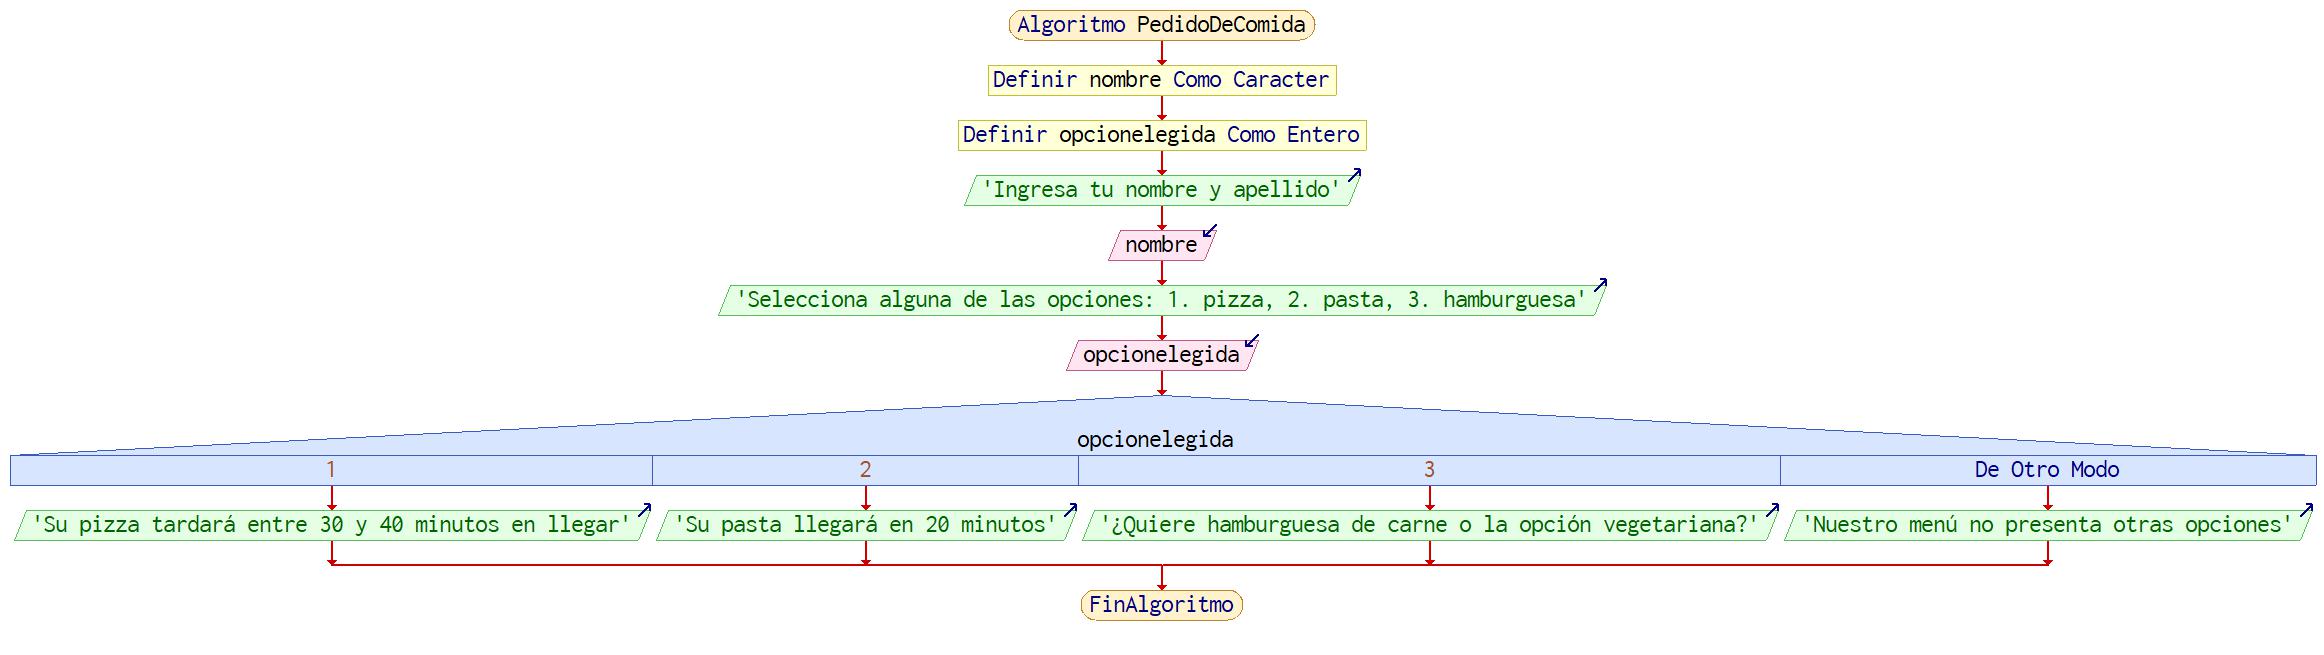 Algoritmo PedidoDeComida
Definir nombre Como Caracter
Definir opcionelegida Como Entero
'Ingresa tu nombre y apellido'
nombre
'Selecciona alguna de las opciones: 1. pizza, 2. pasta, 3. hamburguesa'
opcionelegida
opcionelegida
1
2
3
De Otro Modo
'Su pizza tardará entre 30 y 40 minutos en llegar'
'Su pasta llegará en 20 minutos'
'¿Quiere hamburguesa de carne o la opción vegetariana?'
'Nuestro menú no presenta otras opciones'
FinAlgoritmo